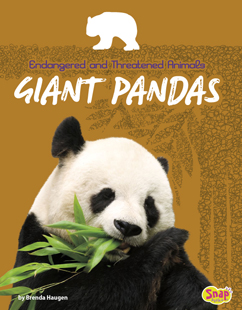 Endangered and Threatened Animals
GIANT PANDAS
by Brenda Haugen
Snap